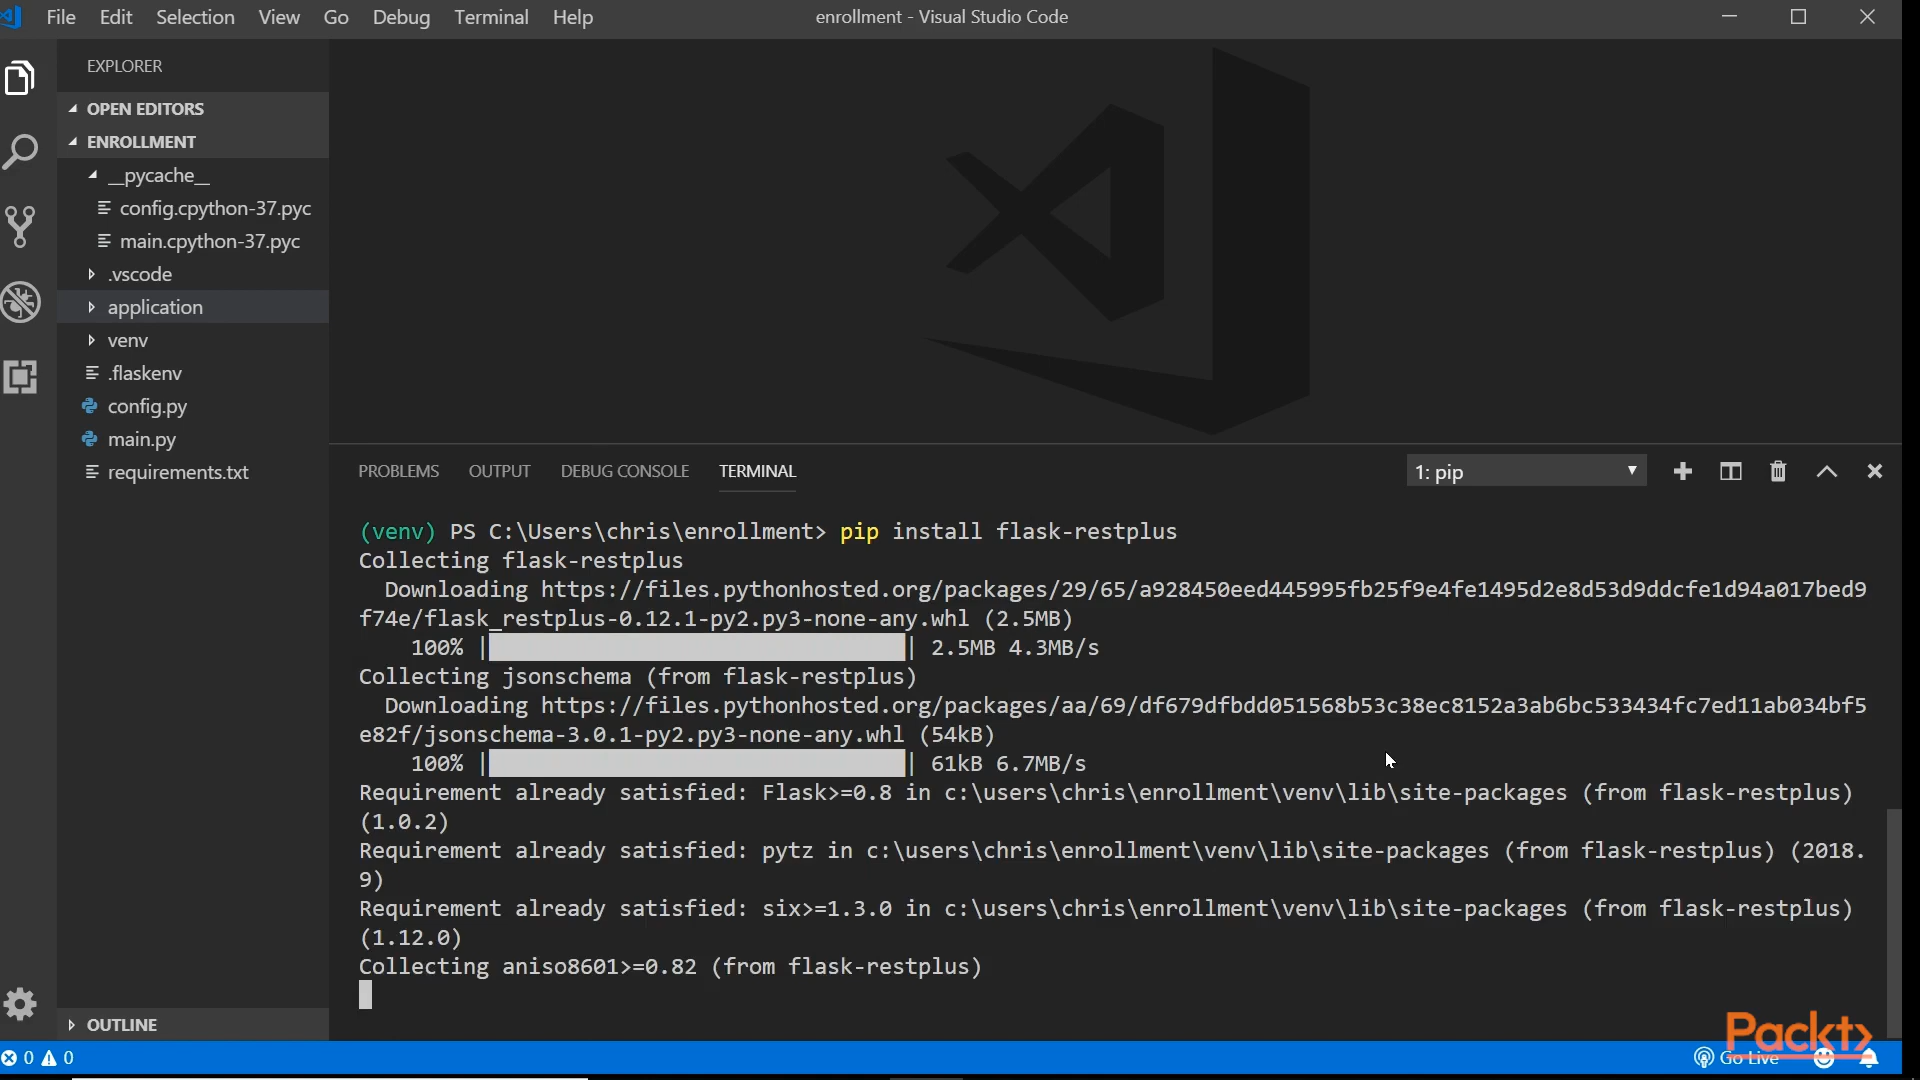 File Edit Selection View Go Debug Terminal Help
enrollment - Visual Studio Code
EXPLORER
OPEN EDITORS
ENROLLMENT
__pycache__
config.cpython-37.pyc
main.cpython-37.pyc
.vscode
application
venv
.flaskenv
config.py
main.py
requirements.txt
OUTLINE
PROBLEMS OUTPUT DEBUG CONSOLE TERMINAL
1: pip
(venv) PS C:\Users\chris\enrollment> pip install flask-restplus
Collecting flask-restplus
Downloading https://files.pythonhosted.org/packages/29/65/a928450eed445995fb25f9e4fe1495d2e8d53d9ddcfe1d94a017bed9
f74e/flask_restplus-0.12.1-py2.py3-none-any.whl (2.5MB)
100% |████████████████████████████████| 2.5MB 4.3MB/s
Collecting jsonschema (from flask-restplus)
Downloading https://files.pythonhosted.org/packages/aa/69/df679dfbdd051568b53c38ec8152a3ab6bc533434fc7ed11ab034bf5
e82f/jsonschema-3.0.1-py2.py3-none-any.whl (54kB)
100% |████████████████████████████████| 61kB 6.7MB/s
Requirement already satisfied: Flask>=0.8 in c:\users\chris\enrollment\venv\lib\site-packages (from flask-restplus)
(1.0.2)
Requirement already satisfied: pytz in c:\users\chris\enrollment\venv\lib\site-packages (from flask-restplus) (2018.
9)
Requirement already satisfied: six>=1.3.0 in c:\users\chris\enrollment\venv\lib\site-packages (from flask-restplus)
(1.12.0)
Collecting aniso8601>=0.82 (from flask-restplus)
0 0
Go Live
Packt>